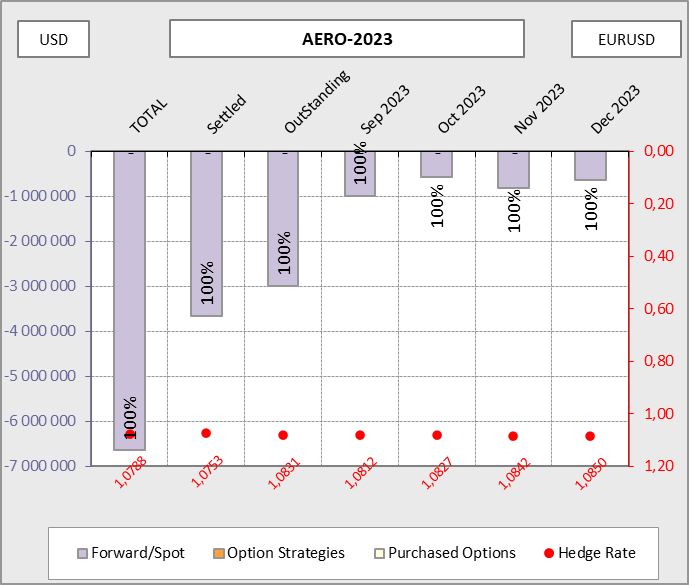 USD AERO-2023 EURUSD
TOTAL Settled OutStanding Sep 2023 Oct 2023 Nov 2023 Dec 2023
0 - - - - - - 0,00
100%
-1 000 000 0,20
100% 100% 100%
-2 000 000 0,40
100%
-3 000 000 100% 0,60
-4 000 000 0,80
-5 000 000
-6 000 000 100% 1,00
-7 000 000 1,20
1,0788 1,0753 1,0831 1,0812 1,0827 1,0842 1,0850
Forward/Spot Option Strategies Purchased Options Hedge Rate